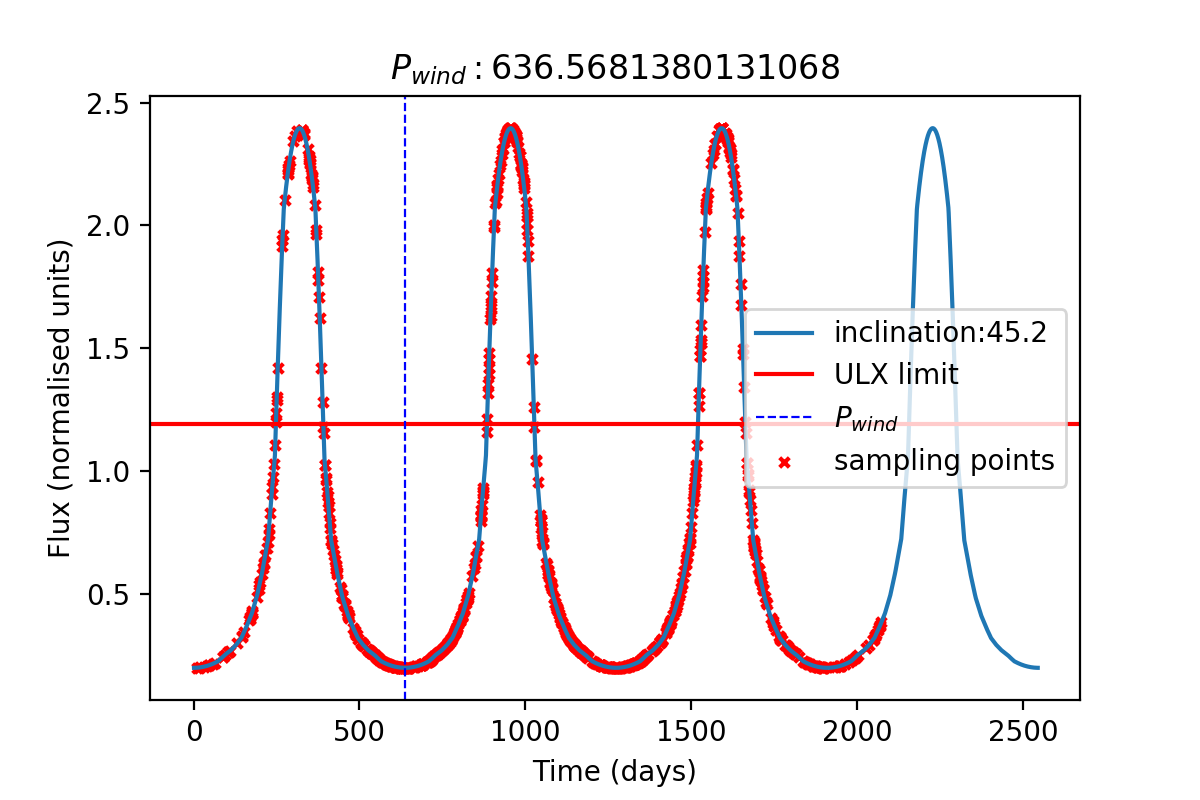 P_wind : 636.5681380131068
2.5
2.0
1.5
1.0
0.5
Flux (normalised units)
inclination:45.2
ULX limit
P_wind
sampling points
0 500 1000 1500 2000 2500
Time (days)